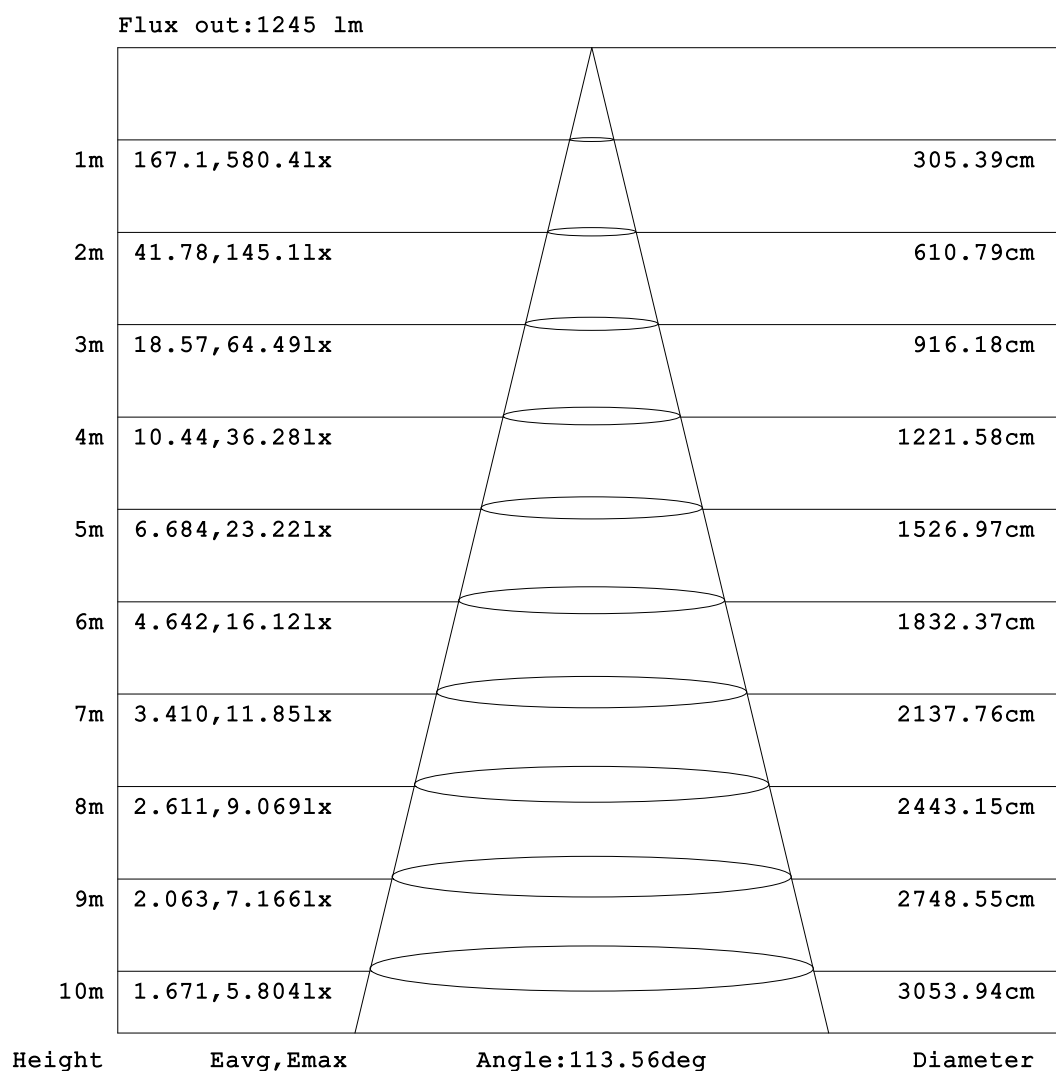 Flux out:1245 lm
1m 167.1,580.4lx 305.39cm
2m 41.78,145.1lx 610.79cm
3m 18.57,64.49lx 916.18cm
4m 10.44,36.28lx 1221.58cm
5m 6.684,23.22lx 1526.97cm
6m 4.642,16.12lx 1832.37cm
7m 3.410,11.85lx 2137.76cm
8m 2.611,9.069lx 2443.15cm
9m 2.063,7.166lx 2748.55cm
10m 1.671,5.804lx 3053.94cm
Height Eavg,Emax Angle:113.56deg Diameter